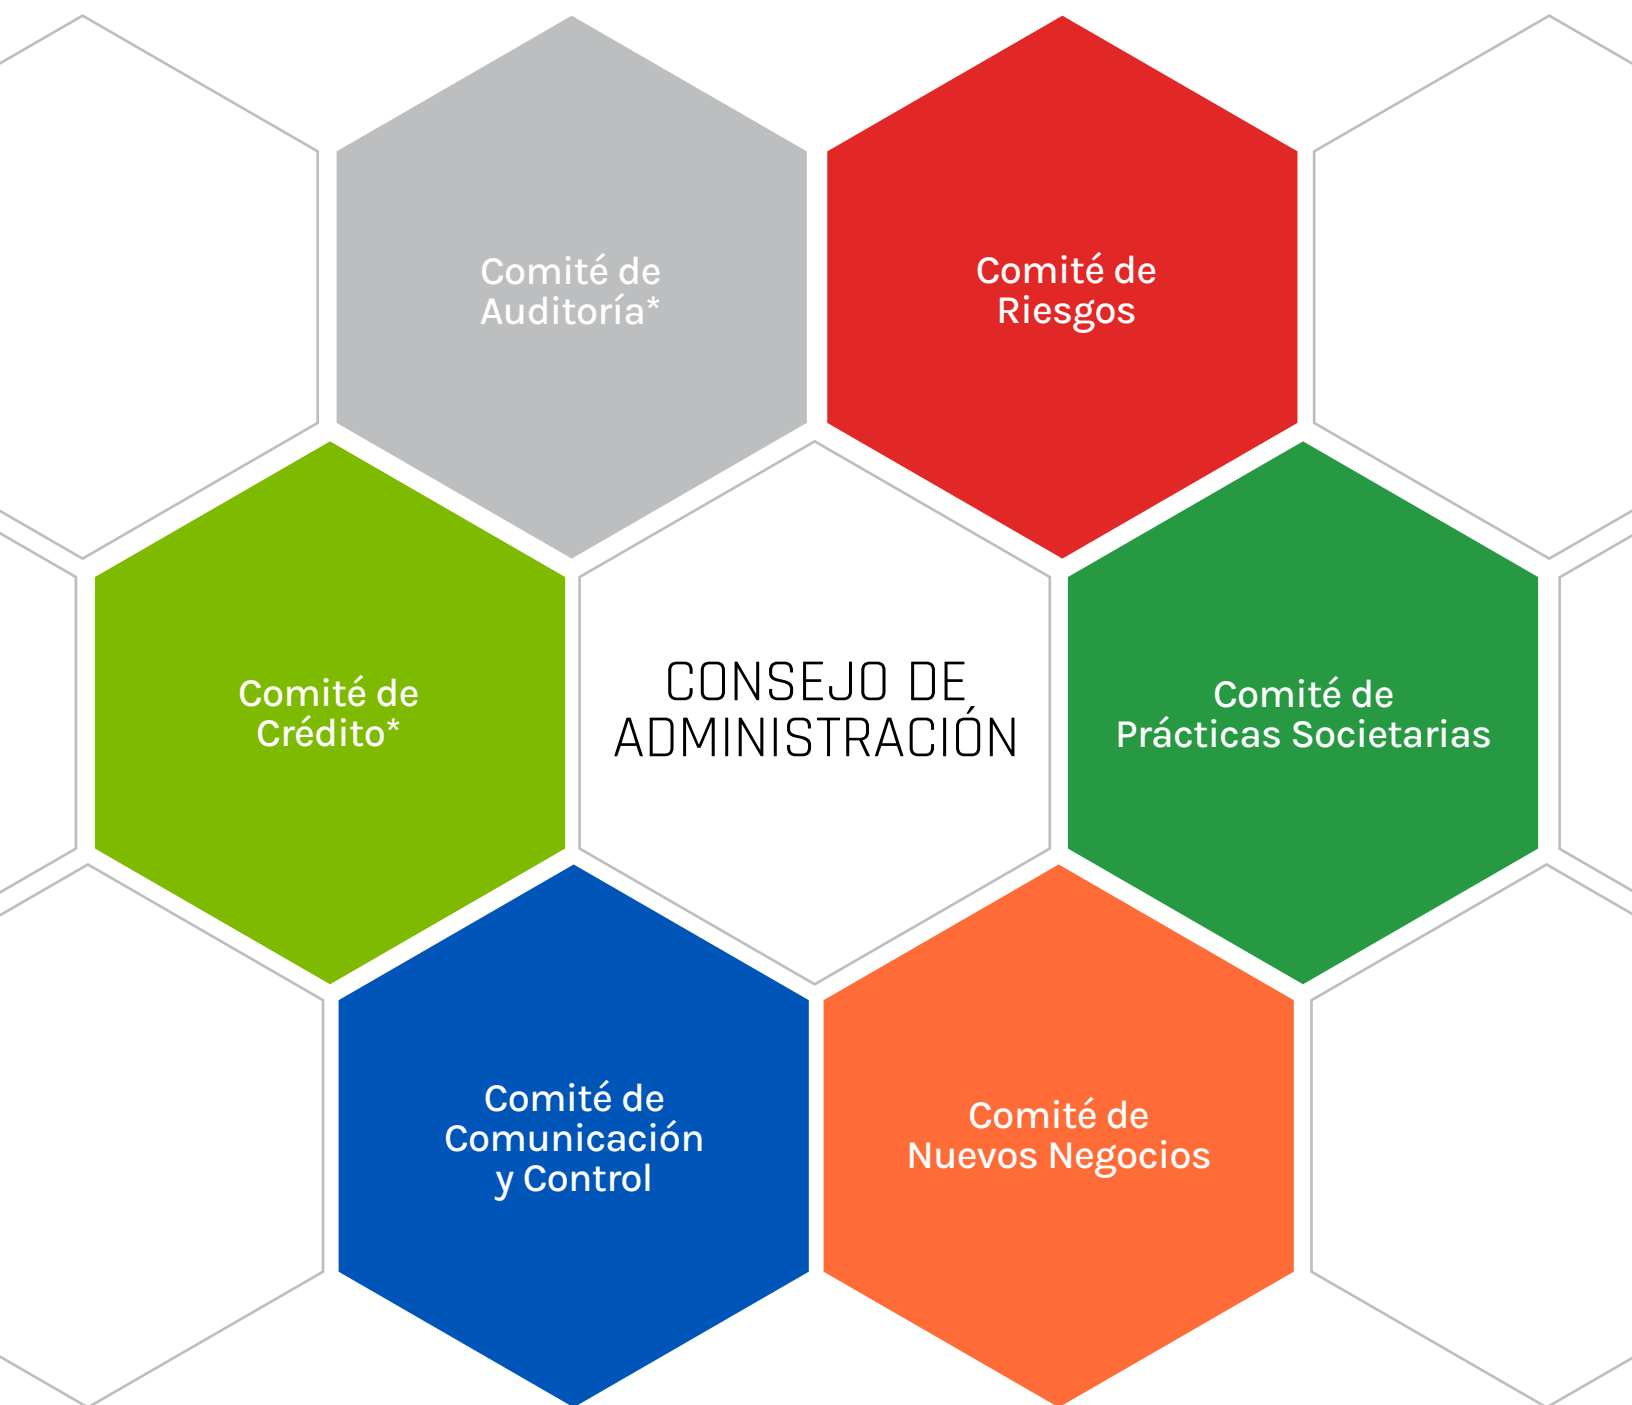 Comité de
Auditoría*
Comité de
Riesgos
Comité de
Crédito*
CONSEJO DE
ADMINISTRACIÓN
Comité de
Prácticas Societarias
Comité de
Comunicación
y Control
Comité de
Nuevos Negocios